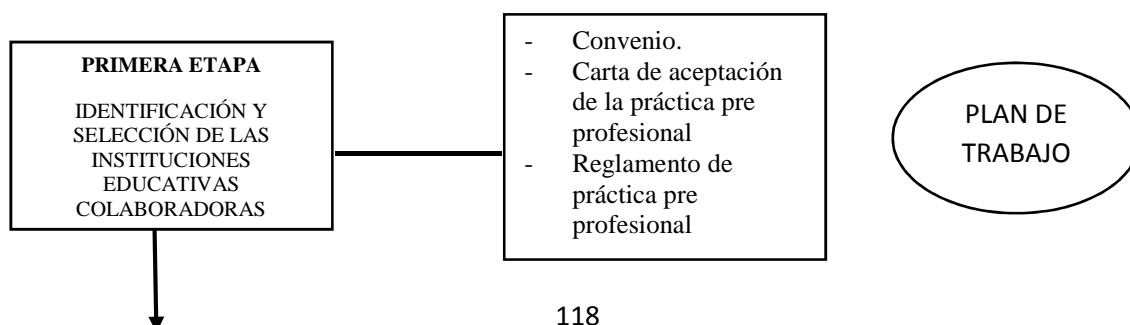 PRIMERA ETAPA
IDENTIFICACIÓN Y
SELECCIÓN DE LAS
INSTITUCIONES
EDUCATIVAS
COLABORADORAS
- Convenio.
- Carta de aceptación
de la práctica pre
profesional
- Reglamento de
práctica pre
profesional
PLAN DE
TRABAJO
118